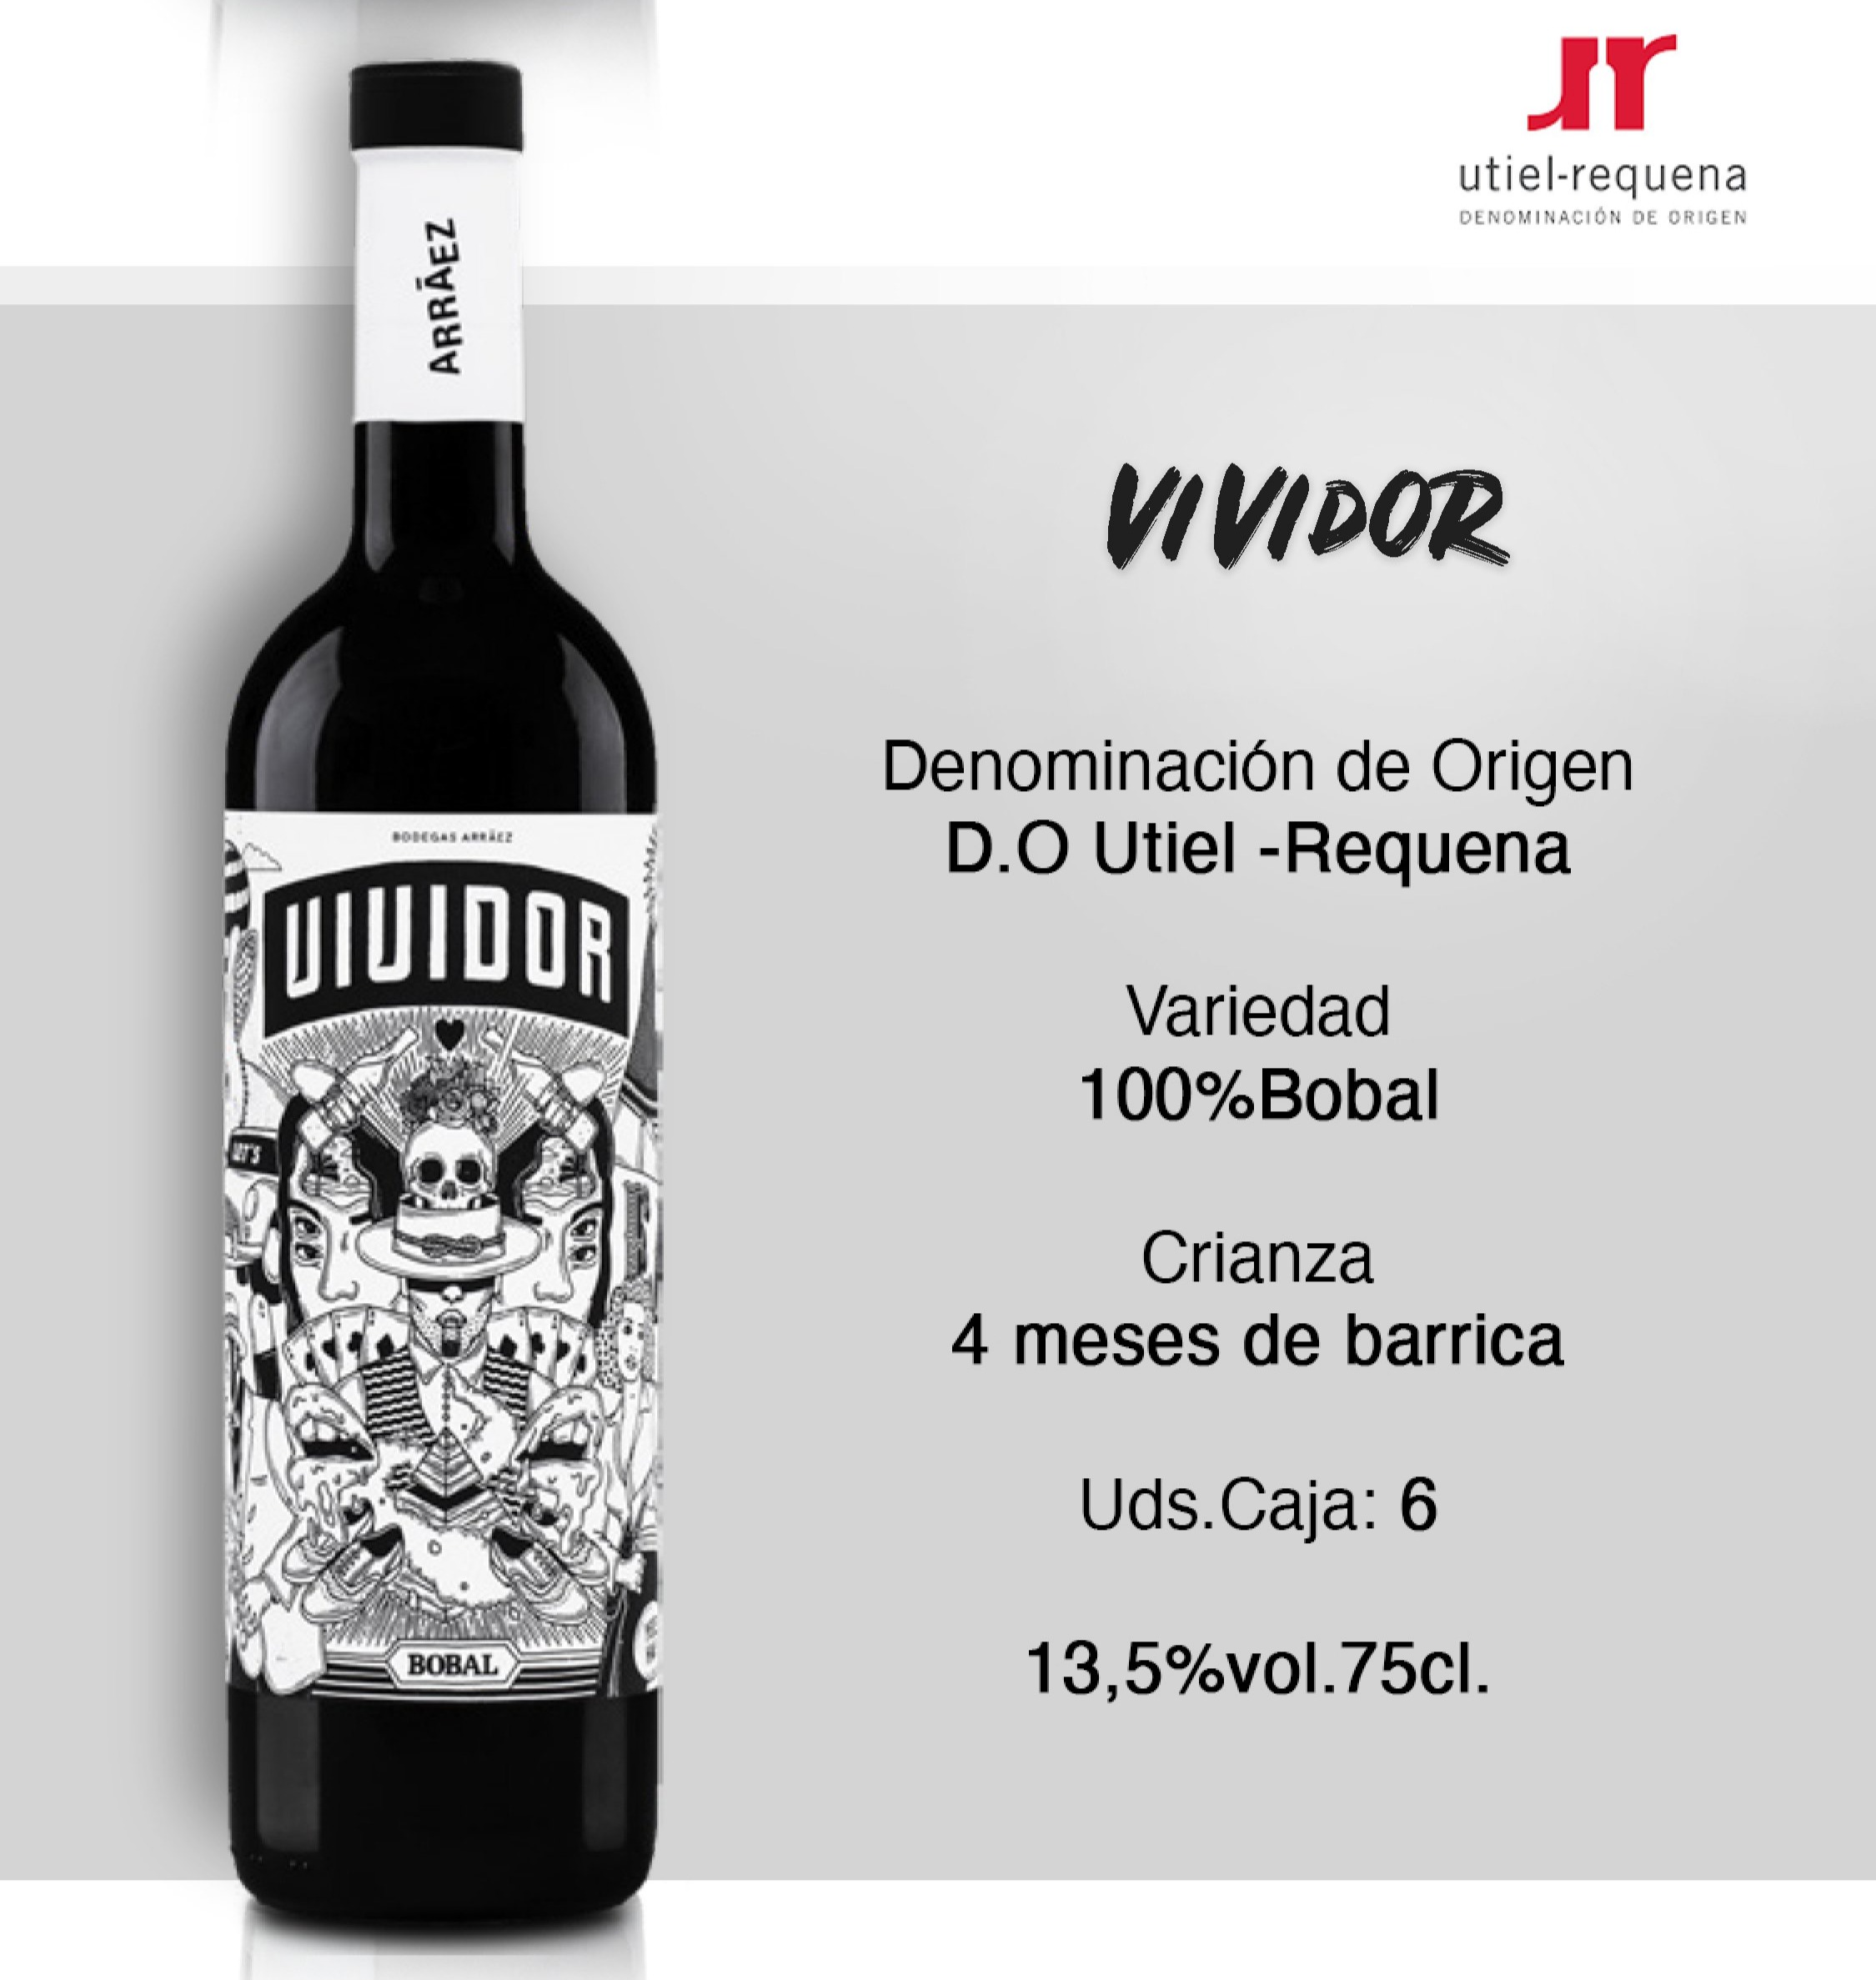 utiel-requena
DENOMINACIÓN DE ORIGEN
ARRÁEZ
VIVIDOR
Denominación de Origen
D.O Utiel -Requena
Variedad
100%Bobal
Crianza
4 meses de barrica
Uds.Caja: 6
13,5%vol.75cl.
BODEGAS ARRÁEZ
VIVIDOR
BOBAL